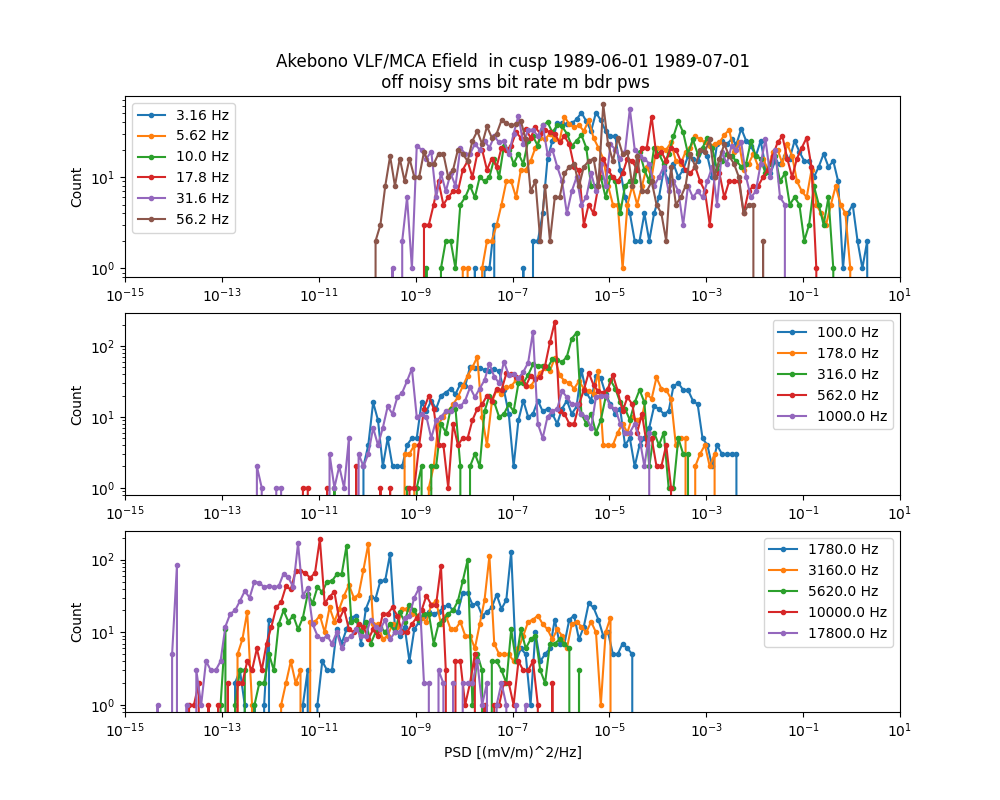 Akebono VLF/MCA Efield  in cusp 1989-06-01 1989-07-01
off noisy sms bit rate m bdr pws
Count
10^1
10^0
3.16 Hz
5.62 Hz
10.0 Hz
17.8 Hz
31.6 Hz
56.2 Hz
10^-15 10^-13 10^-11 10^-9 10^-7 10^-5 10^-3 10^-1 10^1
Count
10^2
10^1
10^0
100.0 Hz
178.0 Hz
316.0 Hz
562.0 Hz
1000.0 Hz
10^-15 10^-13 10^-11 10^-9 10^-7 10^-5 10^-3 10^-1 10^1
Count
10^2
10^1
10^0
1780.0 Hz
3160.0 Hz
5620.0 Hz
10000.0 Hz
17800.0 Hz
10^-15 10^-13 10^-11 10^-9 10^-7 10^-5 10^-3 10^-1 10^1
PSD [(mV/m)^2/Hz]